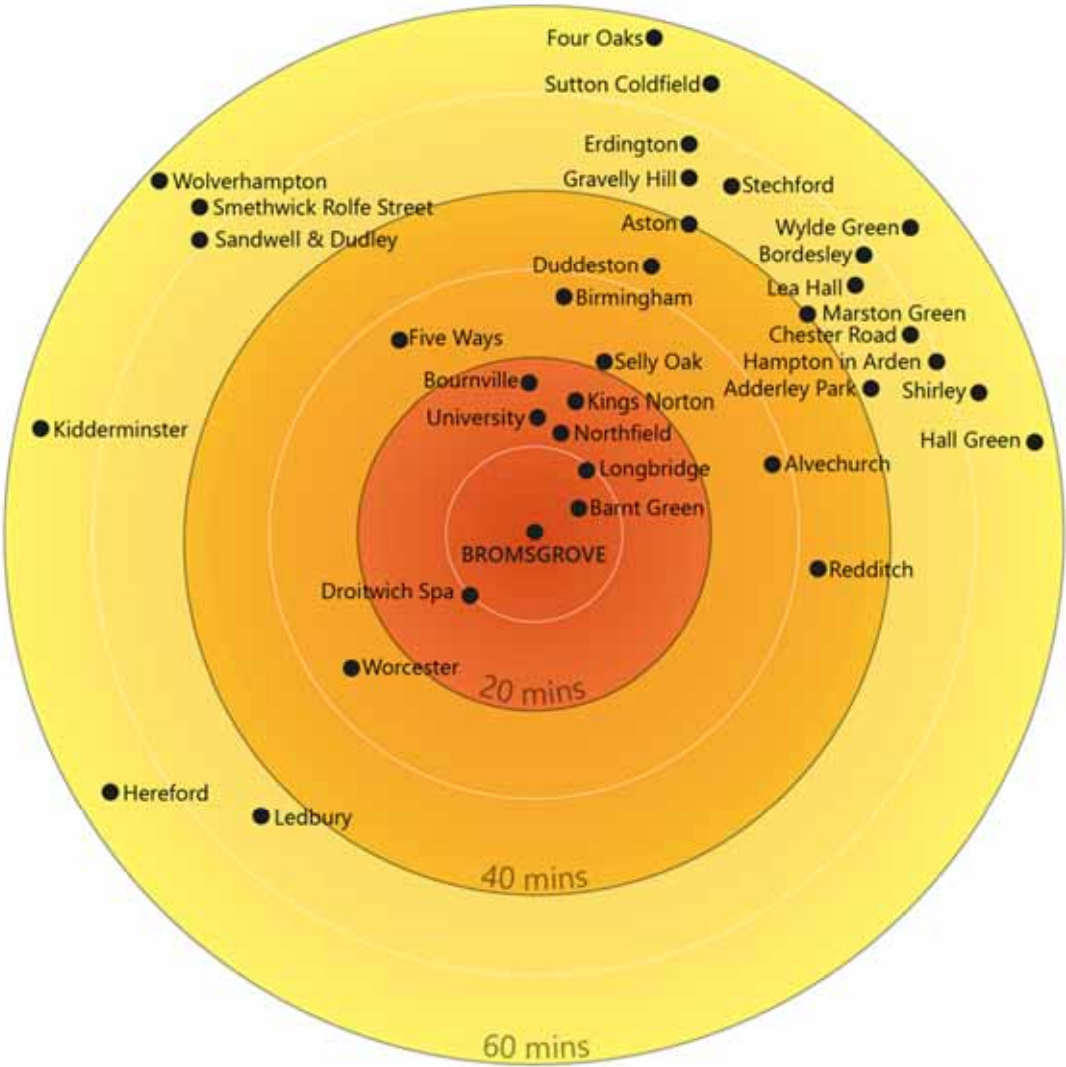 Four Oaks
Sutton Coldfield
Erdington
Gravelly Hill
Stechford
Wolverhampton
Smethwick Rolfe Street
Aston
Wylde Green
Sandwell & Dudley
Bordesley
Duddeston
Lea Hall
Birmingham
Marston Green
Chester Road
Five Ways
Selly Oak
Hampton in Arden
Bournville
Adderley Park
Shirley
Kings Norton
University
Kidderminster
Northfield
Hall Green
Longbridge
Alvechurch
Barnt Green
BROMSGROVE
Redditch
Droitwich Spa
Worcester
20 mins
Hereford
Ledbury
40 mins
60 mins